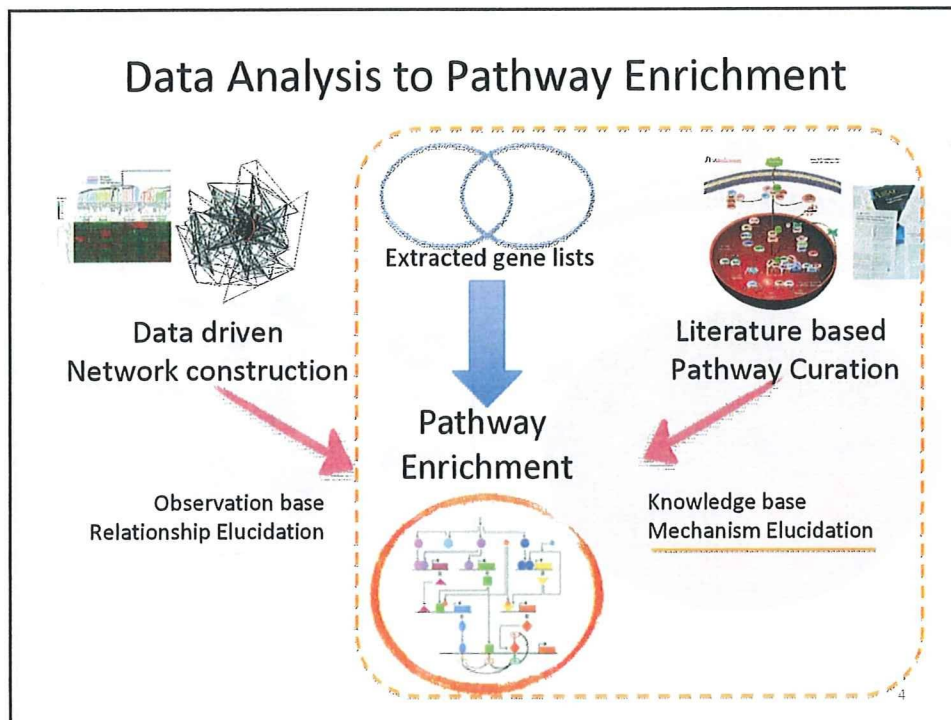 Data Analysis to Pathway Enrichment
Extracted gene lists
Data driven
Network construction
Literature based
Pathway Curation
Pathway
Enrichment
Observation base
Relationship Elucidation
Knowledge base
Mechanism Elucidation
4